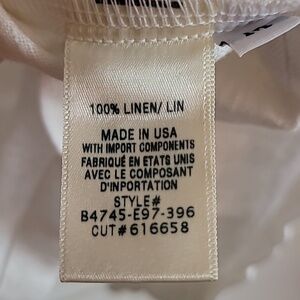 100% LINEN/ LIN
MADE IN USA
WITH IMPORT COMPONENTS
FABRIQUÉ EN ETATS UNIS
AVEC LE COMPOSANT
D'INPORTATION
STYLE#
B4745-E97-396
CUT#616658